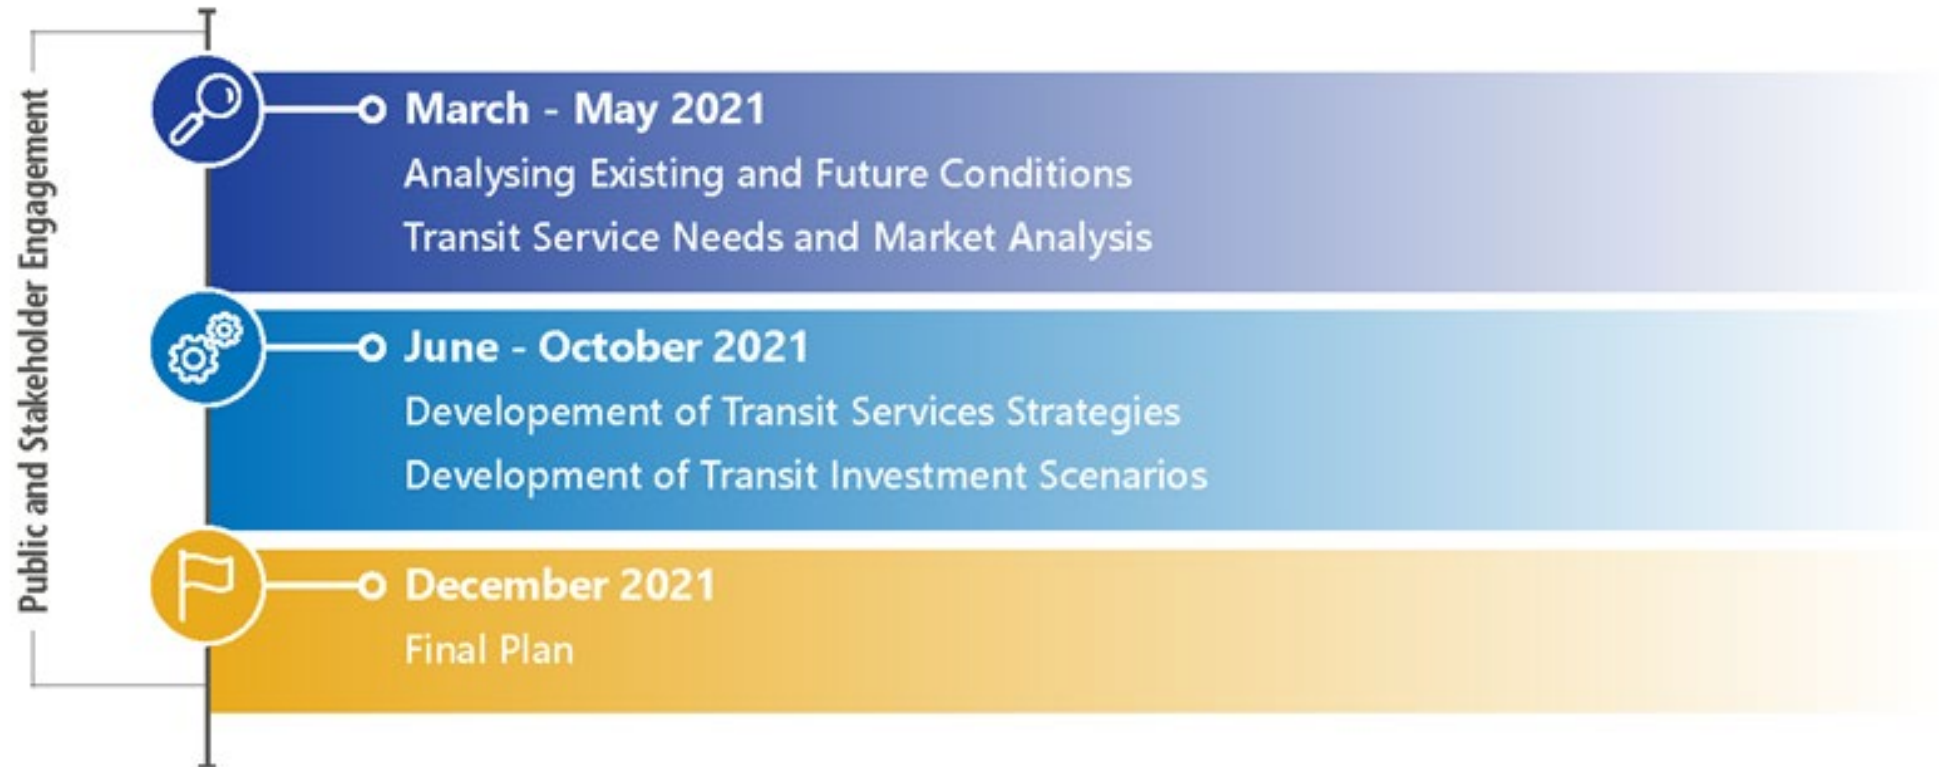 Public and Stakeholder Engagement
March - May 2021
Analysing Existing and Future Conditions
Transit Service Needs and Market Analysis
June - October 2021
Developement of Transit Services Strategies
Development of Transit Investment Scenarios
December 2021
Final Plan